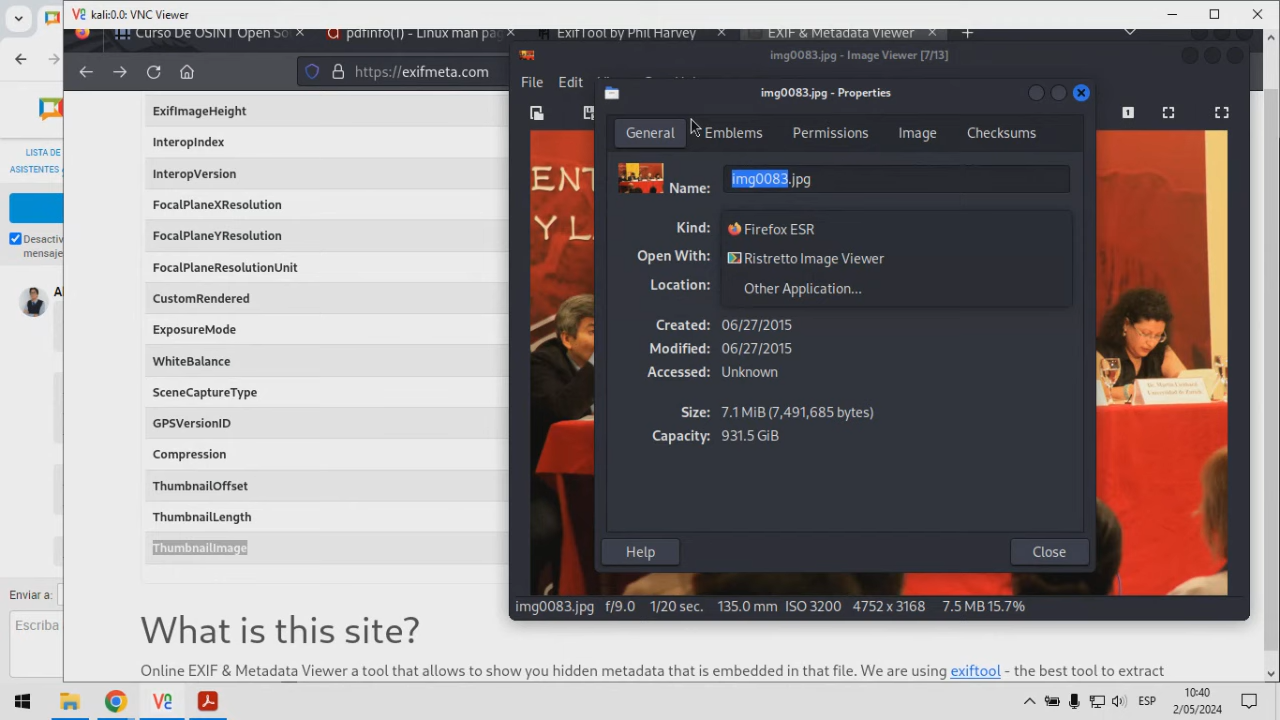 kali:0.0: VNC Viewer
Curso De OSINT Open So
pdfinfo(1) - Linux man pag
ExifTool by Phil Harvey
EXIF & Metadata Viewer
https://exifmeta.com
img0083.jpg - Image Viewer [7/13]
File Edit
img0083.jpg - Properties
General Emblems Permissions Image Checksums
Name: img0083.jpg
Kind:
Firefox ESR
Open With: Ristretto Image Viewer
Location: Other Application...
Created: 06/27/2015
Modified: 06/27/2015
Accessed: Unknown
Size: 7.1 MiB (7,491,685 bytes)
Capacity: 931.5 GiB
Help Close
img0083.jpg f/9.0 1/20 sec. 135.0 mm ISO 3200 4752 x 3168 7.5 MB 15.7%
ENT
Y L
ExifImageHeight
InteropIndex
InteropVersion
FocalPlaneXResolution
FocalPlaneYResolution
FocalPlaneResolutionUnit
CustomRendered
ExposureMode
WhiteBalance
SceneCaptureType
GPSVersionID
Compression
ThumbnailOffset
ThumbnailLength
ThumbnailImage
What is this site?
Online EXIF & Metadata Viewer a tool that allows to show you hidden metadata that is embedded in that file. We are using exiftool - the best tool to extract
LISTA DE
ASISTENTES
Desactiv
mensaje
Enviar a:
Escriba
ESP
10:40
2/05/2024